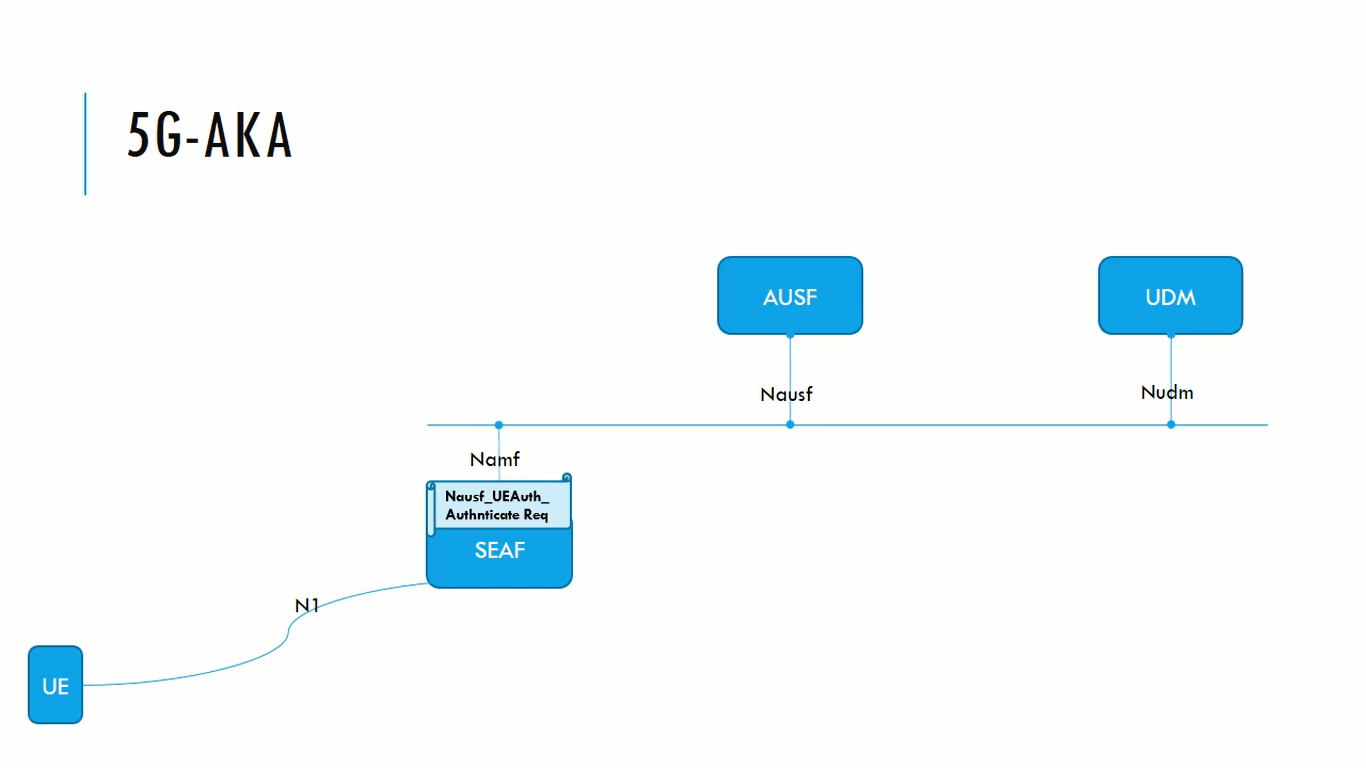 5G-AKA
AUSF
UDM
Nausf
Nudm
Namf
Nausf_UEAuth_
Authnticate Req
SEAF
N1
UE